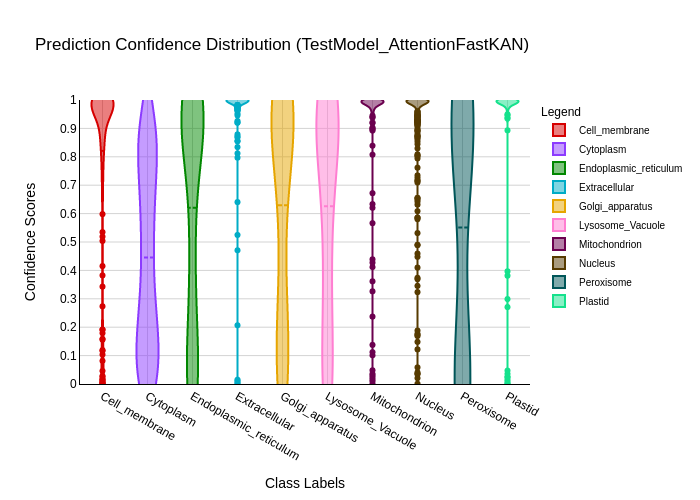 Prediction Confidence Distribution (TestModel_AttentionFastKAN)
Legend
Cell_membrane
Cytoplasm
Endoplasmic_reticulum
Extracellular
Golgi_apparatus
Lysosome_Vacuole
Mitochondrion
Nucleus
Peroxisome
Plastid
Confidence Scores
1
0.9
0.8
0.7
0.6
0.5
0.4
0.3
0.2
0.1
0
Cell_membrane
Cytoplasm
Endoplasmic_reticulum
Extracellular
Golgi_apparatus
Lysosome_Vacuole
Mitochondrion
Nucleus
Peroxisome
Plastid
Class Labels